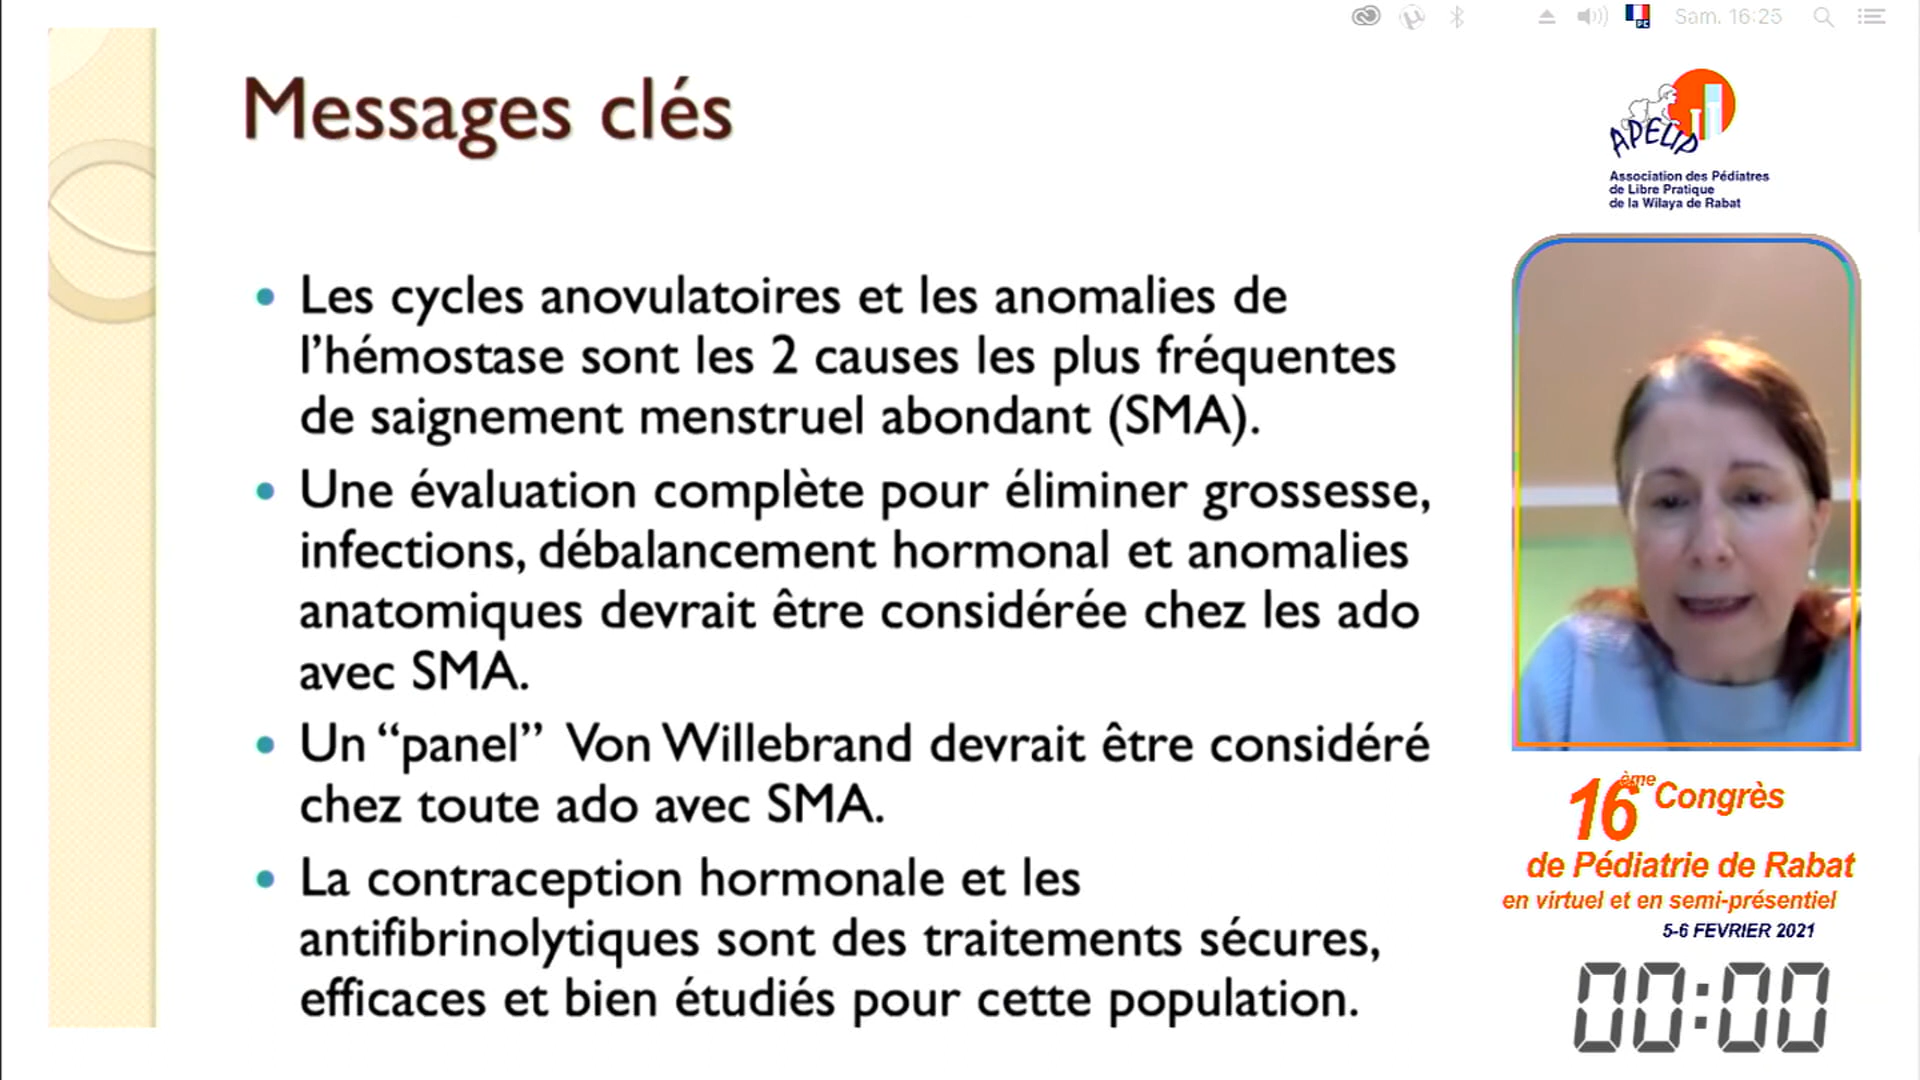 Sam. 16:25
Messages clés
APELIP
Association des Pédiatres
de Libre Pratique
de la Wilaya de Rabat
• Les cycles anovulatoires et les anomalies de
l’hémostase sont les 2 causes les plus fréquentes
de saignement menstruel abondant (SMA).
• Une évaluation complète pour éliminer grossesse,
infections, débalancement hormonal et anomalies
anatomiques devrait être considérée chez les ado
avec SMA.
• Un “panel” Von Willebrand devrait être considéré
chez toute ado avec SMA.
• La contraception hormonale et les
antifibrinolytiques sont des traitements sécures,
efficaces et bien étudiés pour cette population.
16ème Congrès
de Pédiatrie de Rabat
en virtuel et en semi-présentiel
5-6 FEVRIER 2021
00:00